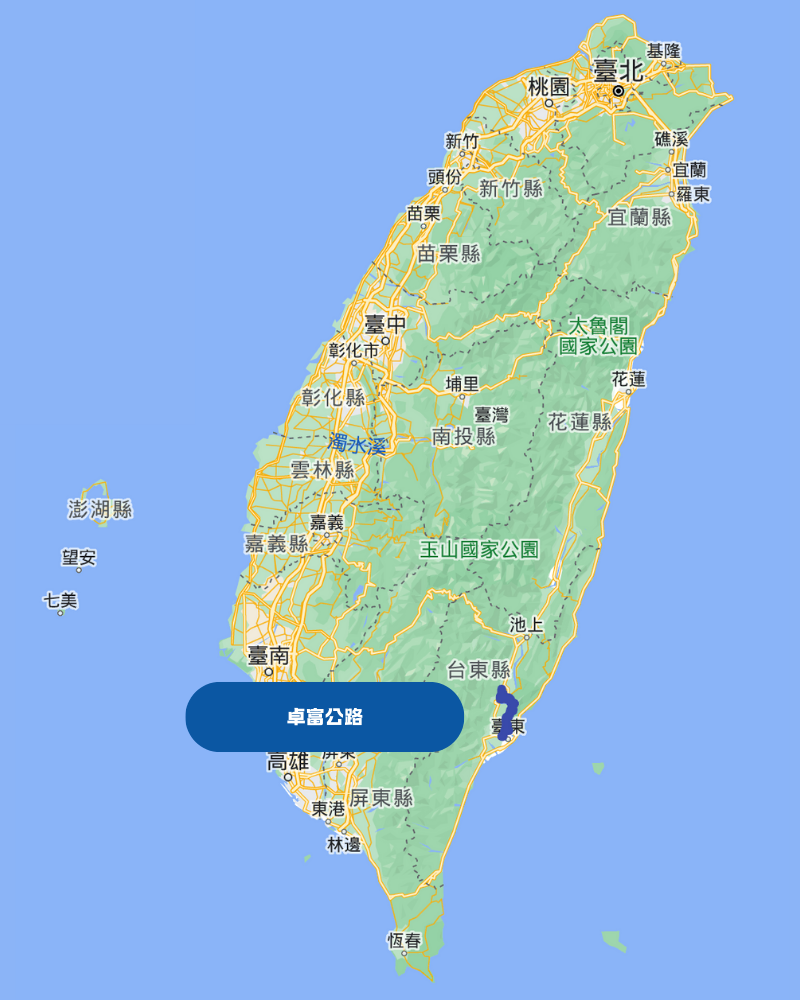 基隆
臺北
桃園
新竹
礁溪
宜蘭
頭份
新竹縣
羅東
苗栗
宜蘭縣
苗栗縣
臺中
太魯閣
國家公園
彰化市
花蓮
埔里
彰化縣
臺灣
花蓮縣
南投縣
濁水溪
雲林縣
澎湖縣
嘉義
嘉義縣
玉山國家公園
望安
七美
池上
臺南
台東縣
卓富公路
臺東
屏東
高雄
屏東縣
東港
林邊
恆春